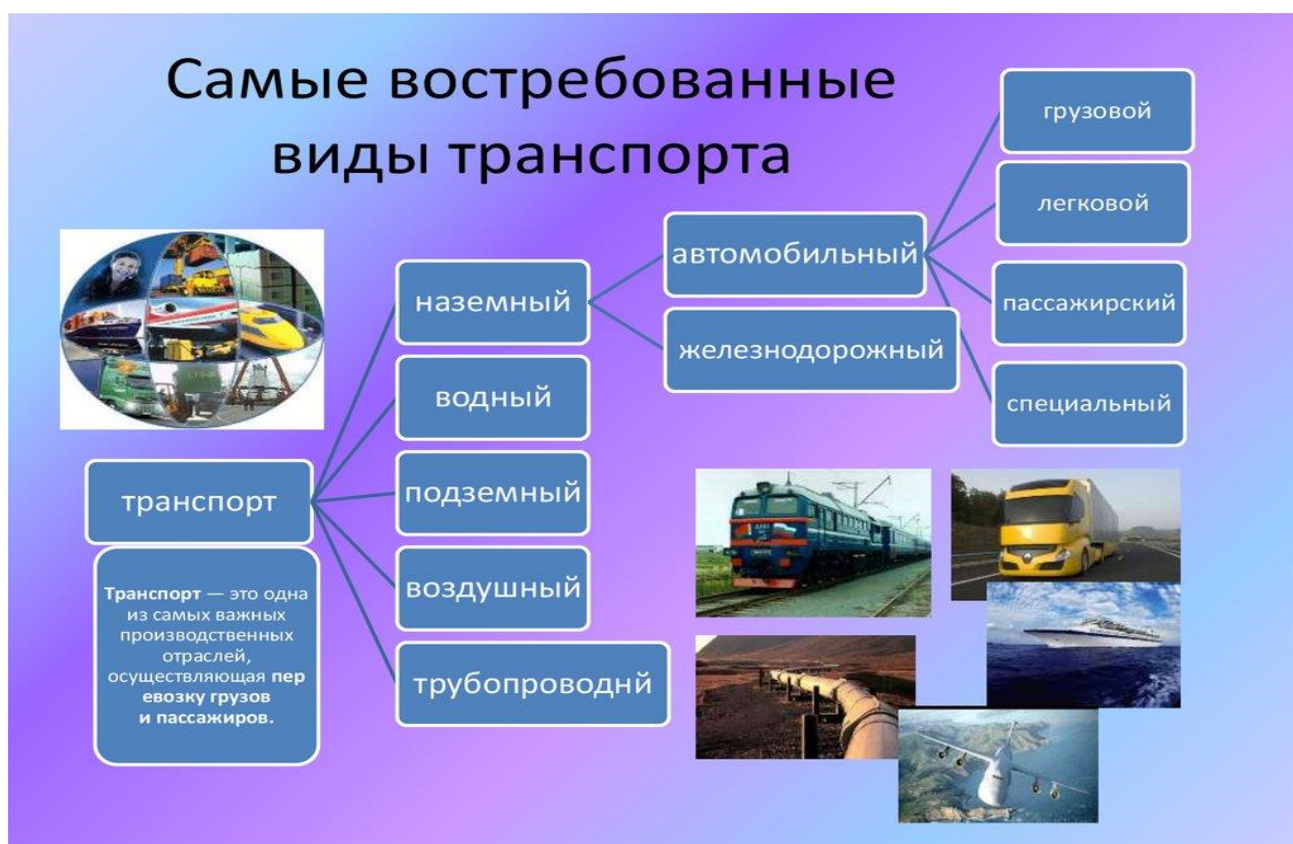 Самые востребованные
виды транспорта
грузовой
легковой
автомобильный
пассажирский
наземный
железнодорожный
специальный
водный
транспорт
подземный
Транспорт — это одна
из самых важных
производственных
отраслей,
осуществляющая пер
евозку грузов
и пассажиров.
воздушный
трубопроводнй